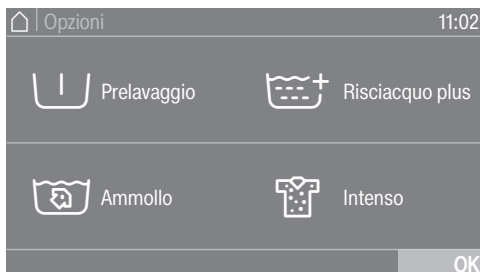 Opzioni 11:02
Prelavaggio
Risciacquo plus
Ammollo
Intenso
OK